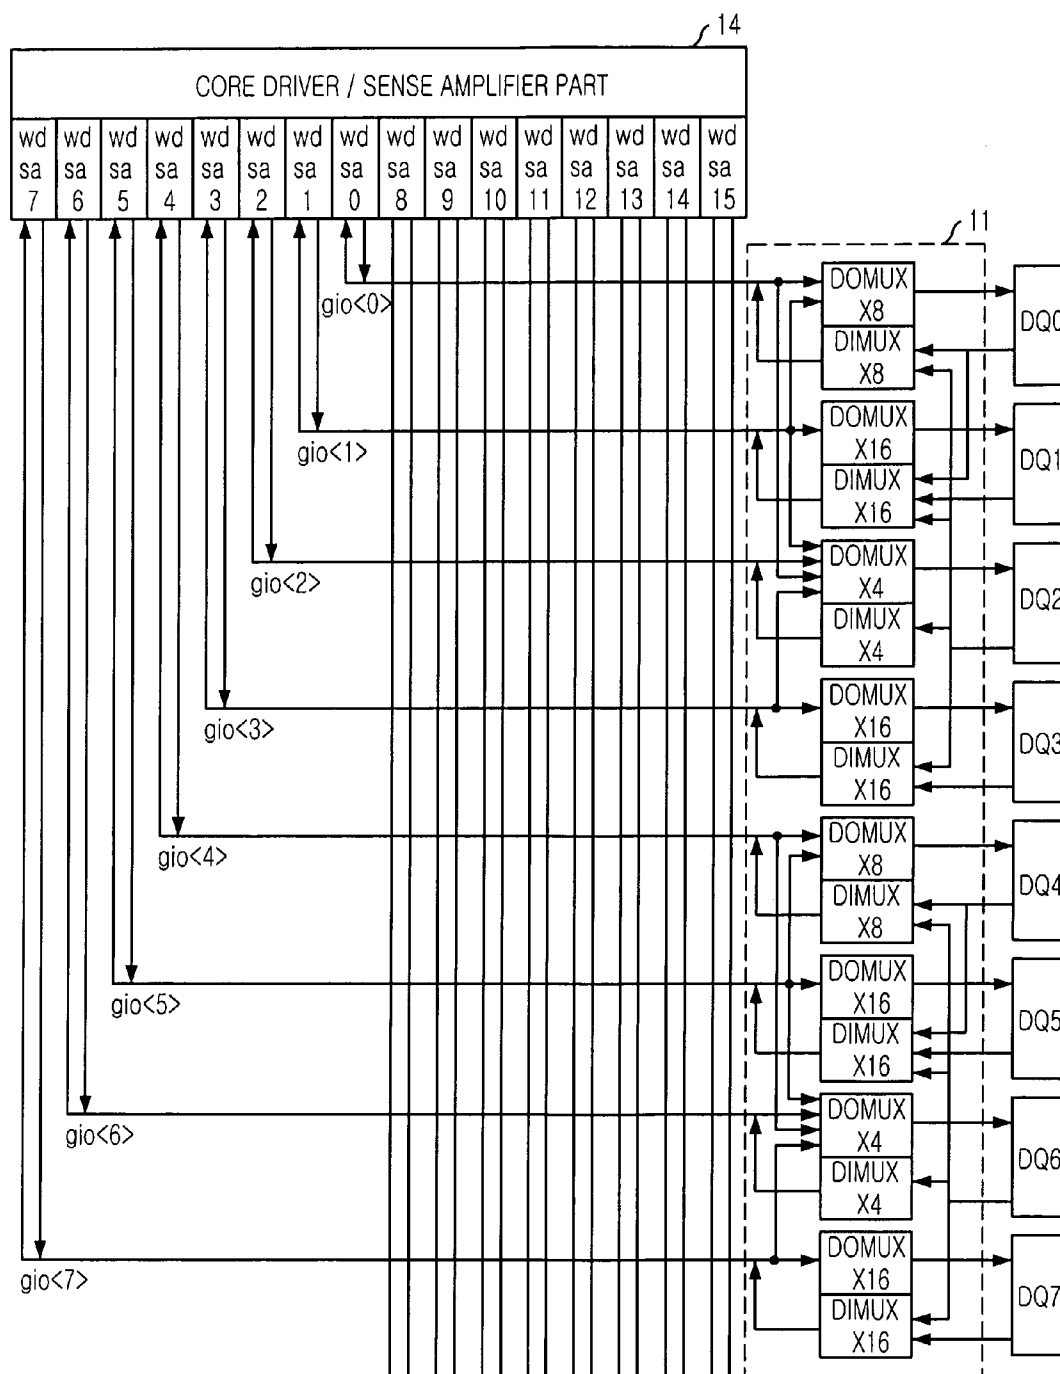 14
CORE DRIVER / SENSE AMPLIFIER PART
wd wd wd wd wd wd wd wd wd wd wd wd wd wd wd wd
sa sa sa sa sa sa sa sa sa sa sa sa sa sa sa sa
7 6 5 4 3 2 1 0 8 9 10 11 12 13 14 15
11
gio<0>
DOMUX
X8
DIMUX
X8
DQ0
gio<1>
DOMUX
X16
DIMUX
X16
DQ1
gio<2>
DOMUX
X4
DIMUX
X4
DQ2
gio<3>
DOMUX
X16
DIMUX
X16
DQ3
gio<4>
DOMUX
X8
DIMUX
X8
DQ4
gio<5>
DOMUX
X16
DIMUX
X16
DQ5
gio<6>
DOMUX
X4
DIMUX
X4
DQ6
gio<7>
DOMUX
X16
DIMUX
X16
DQ7